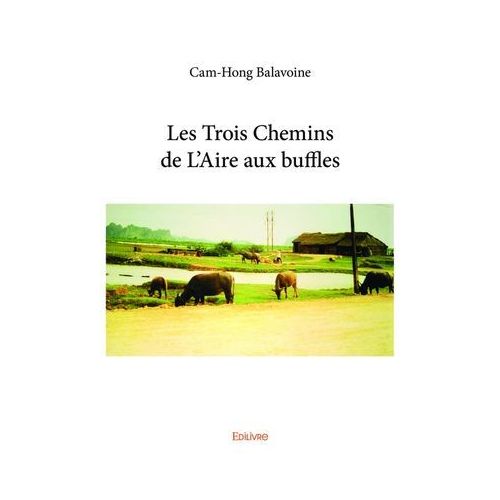 Cam-Hong Balavoine
Les Trois Chemins
de L'Aire aux buffles
EDILIVRE